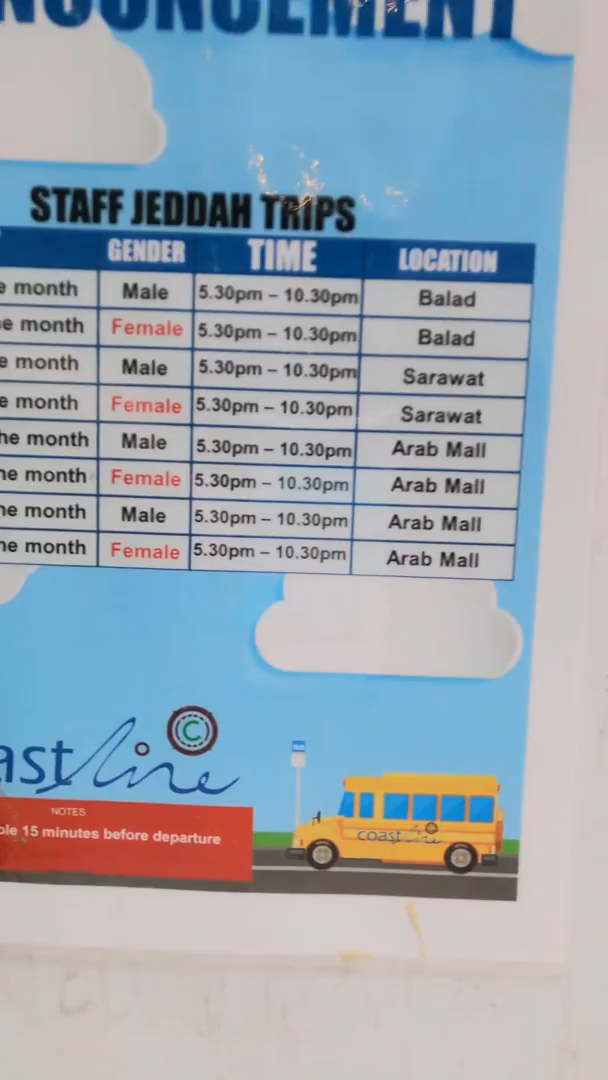 STAFF JEDDAH TRIPS
GENDER TIME LOCATION
month Male 5.30pm – 10.30pm Balad
month Female 5.30pm – 10.30pm Balad
month Male 5.30pm – 10.30pm Sarawat
month Female 5.30pm – 10.30pm Sarawat
month Male 5.30pm – 10.30pm Arab Mall
month Female 5.30pm – 10.30pm Arab Mall
month Male 5.30pm – 10.30pm Arab Mall
month Female 5.30pm – 10.30pm Arab Mall
line
C
NOTES
15 minutes before departure
BUS
coast line